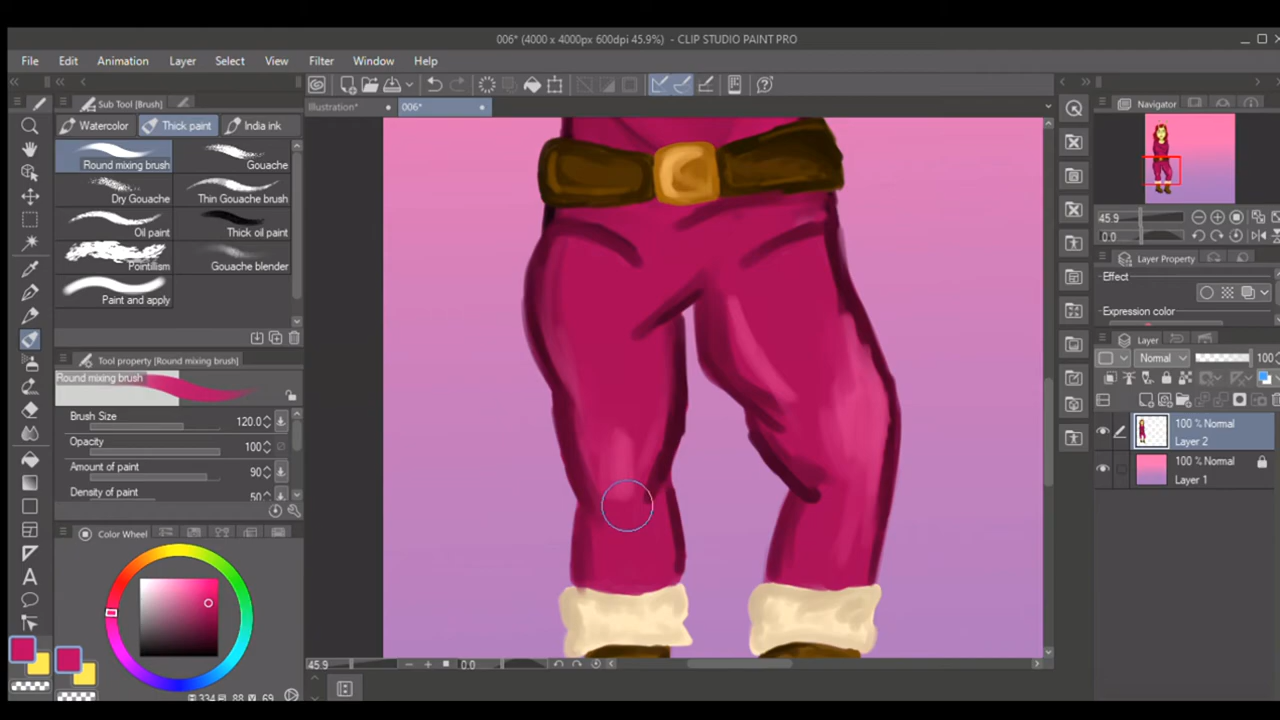 006* (4000 x 4000px 600dpi 45.9%) - CLIP STUDIO PAINT PRO
File Edit Animation Layer Select View Filter Window Help
Sub Tool [Brush]
Illustration* 006*
Navigator
Watercolor Thick paint India ink
Round mixing brush Gouache
Dry Gouache Thin Gouache brush
Oil paint Thick oil paint
Pointillism Gouache blender
Paint and apply
45.9
0.0
Layer Property
Effect
Expression color
Layer
Normal 100
100 % Normal
Layer 2
100 % Normal
Layer 1
Tool property [Round mixing brush]
Round mixing brush
Brush Size 120.0
Opacity 100
Amount of paint 90
Density of paint 50
Color Wheel
45.9 0.0
334 88 69